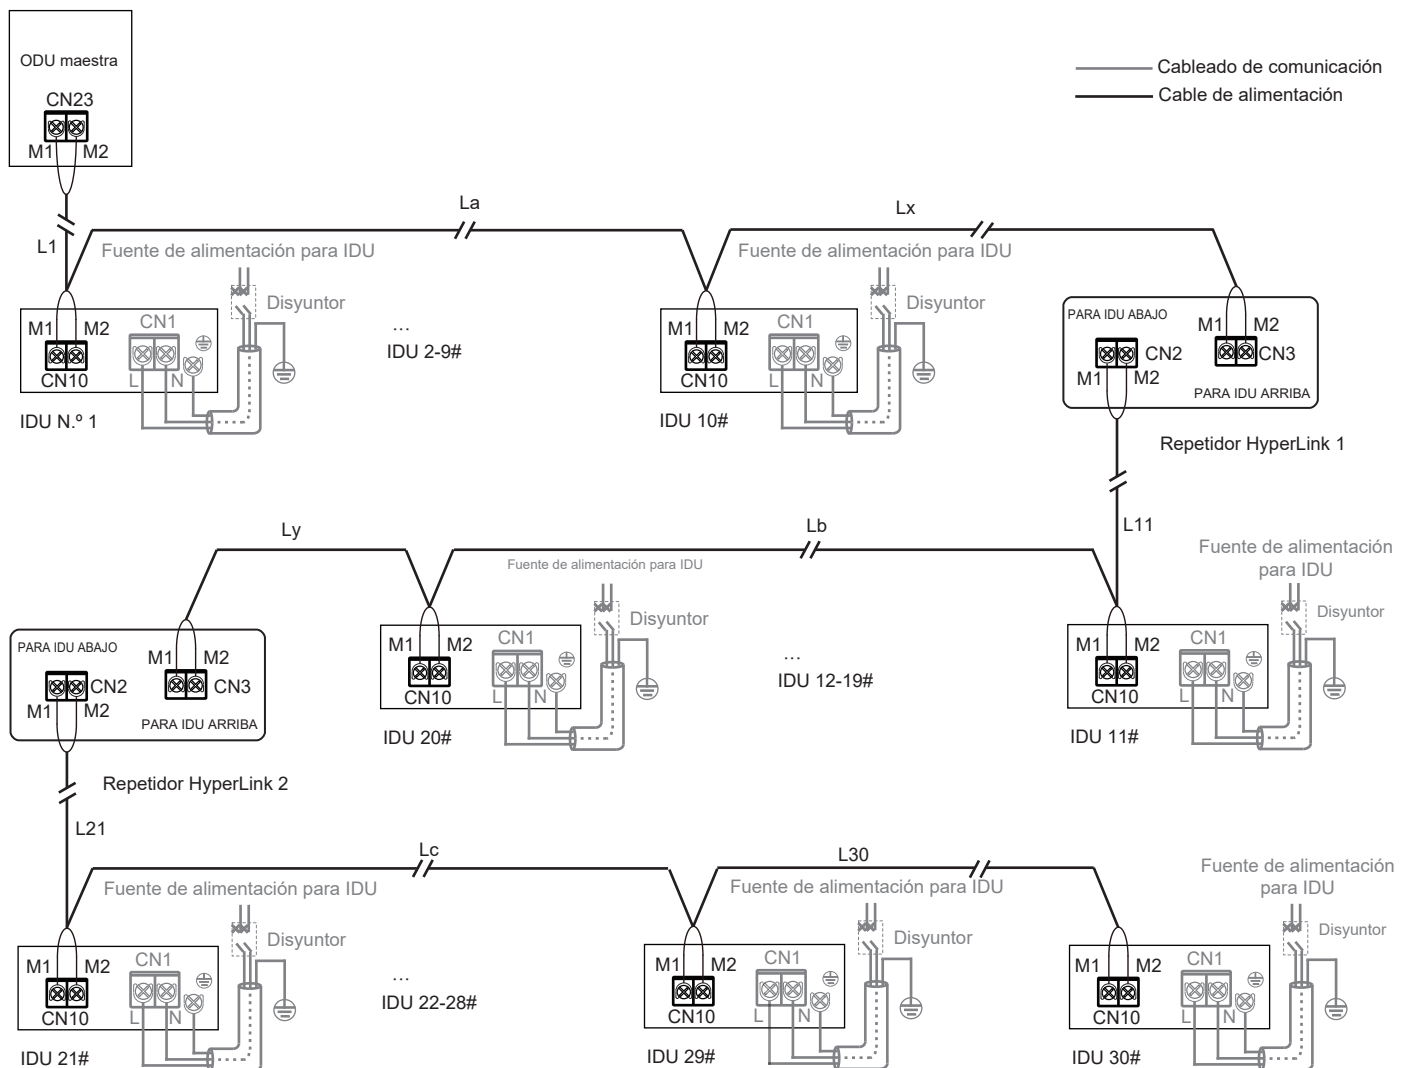 ODU maestra
CN23
M1 M2
Cableado de comunicación
Cable de alimentación
La
Lx
L1
Fuente de alimentación para IDU
Disyuntor
M1 M2
CN1
CN10
L N
IDU N.º 1
...
IDU 2-9#
Fuente de alimentación para IDU
Disyuntor
M1 M2
CN1
CN10
L N
IDU 10#
PARA IDU ABAJO
M1 M2
CN2
CN3
M1 M2
PARA IDU ARRIBA
Repetidor HyperLink 1
L11
Ly
Lb
Fuente de alimentación para IDU
Disyuntor
M1 M2
CN1
CN10
L N
IDU 20#
...
IDU 12-19#
Fuente de alimentación
para IDU
Disyuntor
M1 M2
CN1
CN10
L N
IDU 11#
PARA IDU ABAJO
M1 M2
CN2
CN3
M1 M2
PARA IDU ARRIBA
Repetidor HyperLink 2
L21
Lc
L30
Fuente de alimentación para IDU
Disyuntor
M1 M2
CN1
CN10
L N
IDU 21#
...
IDU 22-28#
Fuente de alimentación para IDU
Disyuntor
M1 M2
CN1
CN10
L N
IDU 29#
Fuente de alimentación
para IDU
Disyuntor
M1 M2
CN1
CN10
L N
IDU 30#